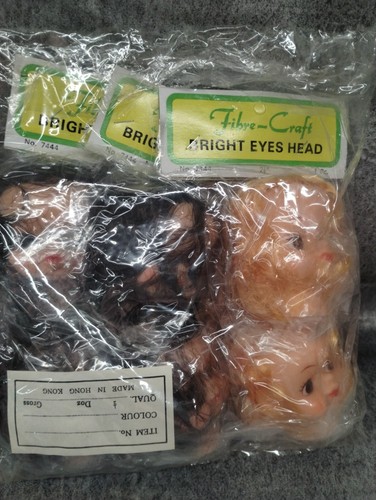 Fibre-Craft
BRIGHT EYES HEAD
BRIG
BRIGH
No. 7444
ITEM No.
COLOUR
QUAL. Doz Gross
MADE IN HONG KONG